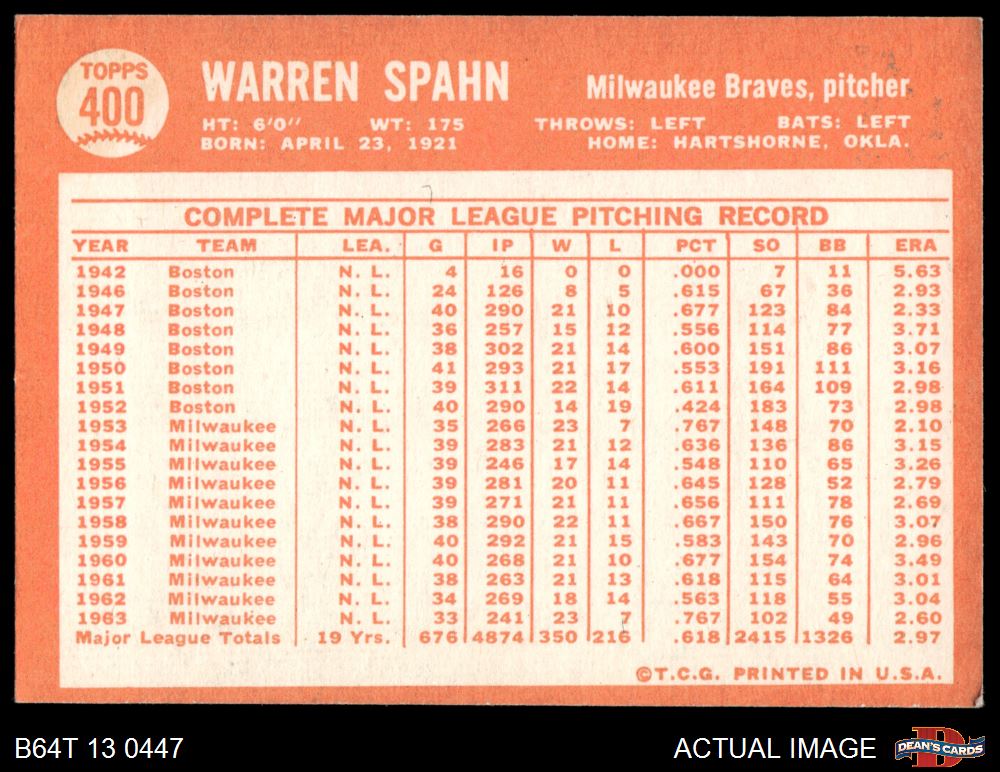 TOPPS
400
WARREN SPAHN
Milwaukee Braves, pitcher
HT: 6'0" WT: 175 THROWS: LEFT BATS: LEFT
BORN: APRIL 23, 1921 HOME: HARTSHORNE, OKLA.
COMPLETE MAJOR LEAGUE PITCHING RECORD
YEAR TEAM LEA. G IP W L PCT SO BB ERA
1942 Boston N. L. 4 16 0 0 .000 7 11 5.63
1946 Boston N. L. 24 126 8 5 .615 67 36 2.93
1947 Boston N. L. 40 290 21 10 .677 123 84 2.33
1948 Boston N. L. 36 257 15 12 .556 114 77 3.71
1949 Boston N. L. 38 302 21 14 .600 151 86 3.07
1950 Boston N. L. 41 293 21 17 .553 191 111 3.16
1951 Boston N. L. 39 311 22 14 .611 164 109 2.98
1952 Boston N. L. 40 290 14 19 .424 183 73 2.98
1953 Milwaukee N. L. 35 266 23 7 .767 148 70 2.10
1954 Milwaukee N. L. 39 283 21 12 .636 136 86 3.15
1955 Milwaukee N. L. 39 246 17 14 .548 110 65 3.26
1956 Milwaukee N. L. 39 281 20 11 .645 128 52 2.79
1957 Milwaukee N. L. 39 271 21 11 .656 111 78 2.69
1958 Milwaukee N. L. 38 290 22 11 .667 150 76 3.07
1959 Milwaukee N. L. 40 292 21 15 .583 143 70 2.96
1960 Milwaukee N. L. 40 268 21 10 .677 154 74 3.49
1961 Milwaukee N. L. 38 263 21 13 .618 115 64 3.01
1962 Milwaukee N. L. 34 269 18 14 .563 118 55 3.04
1963 Milwaukee N. L. 33 241 23 7 .767 102 49 2.60
Major League Totals 19 Yrs. 676 4874 350 216 .618 2415 1326 2.97
©T.C.G. PRINTED IN U.S.A.
B64T 13 0447
ACTUAL IMAGE
DEAN'S CARDS